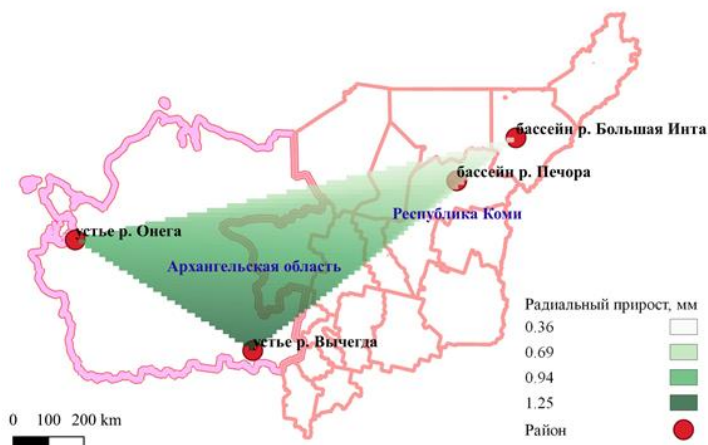 бассейн р. Большая Инта
бассейн р. Печора
Республика Коми
устье р. Онега
Архангельская область
устье р. Вычегда
Радиальный прирост, мм
0.36
0.69
0.94
1.25
Район
0 100 200 km